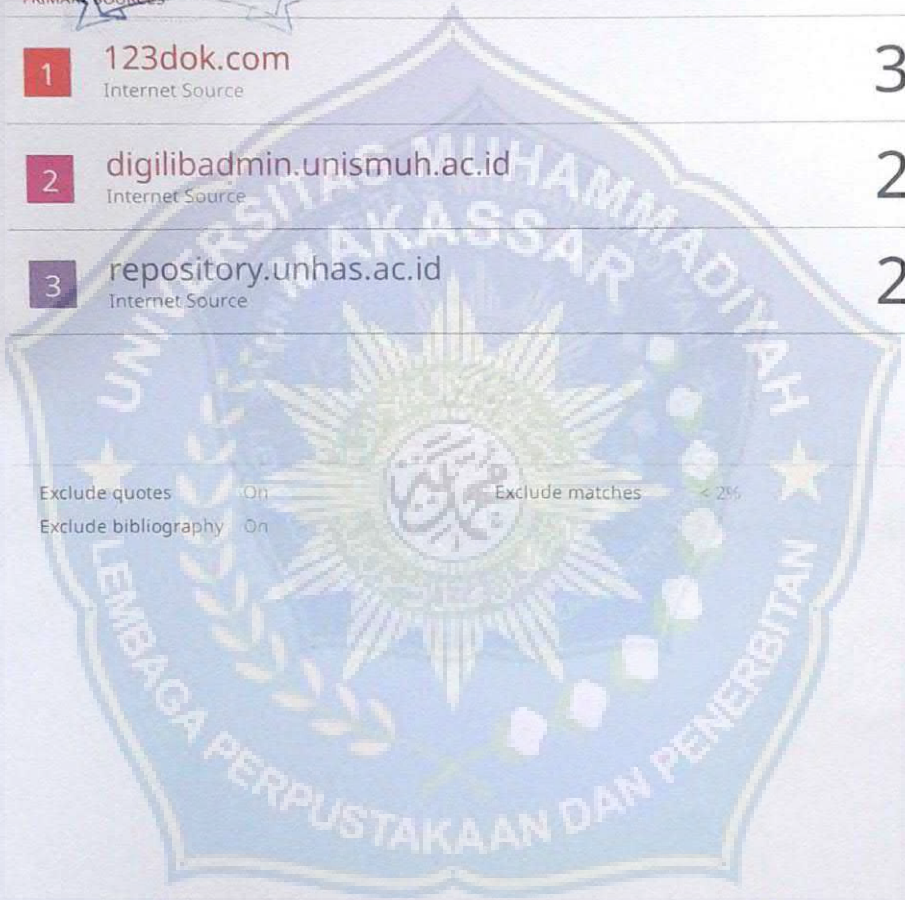 PRIMARY SOURCES
1
123dok.com
3
Internet Source
2
digilibadmin.unismuh.ac.id
2
Internet Source
3
repository.unhas.ac.id
2
Internet Source
UNIVERSITAS MUHAMMADIYAH
MAKASSAR
Exclude quotes On Exclude matches < 2%
Exclude bibliography On
LEMBAGA PERPUSTAKAAN DAN PENERBITAN